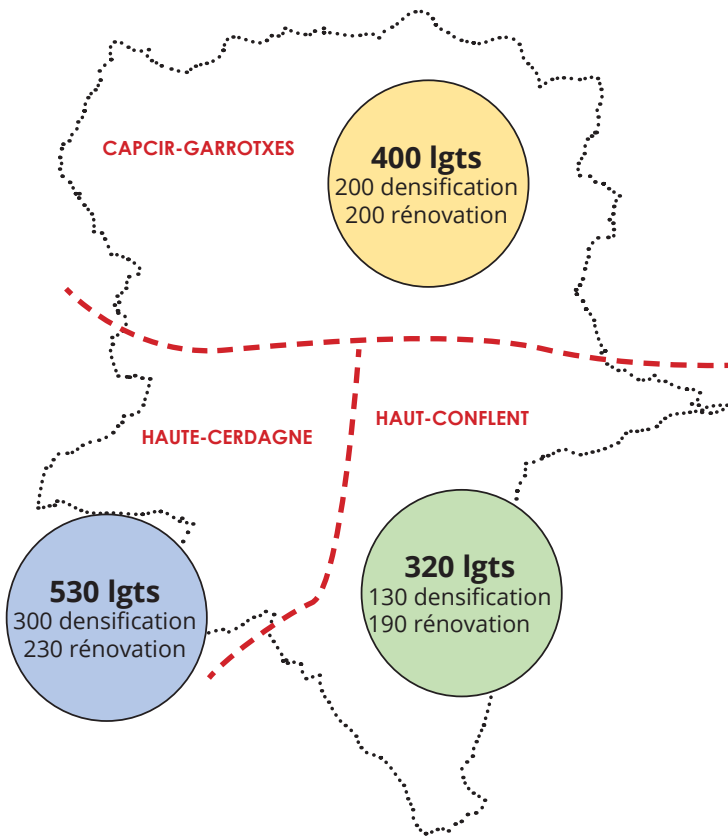 CAPCIR-GARROTXES
400 lgts
200 densification
200 rénovation
HAUTE-CERDAGNE
HAUT-CONFLENT
530 lgts
300 densification
230 rénovation
320 lgts
130 densification
190 rénovation